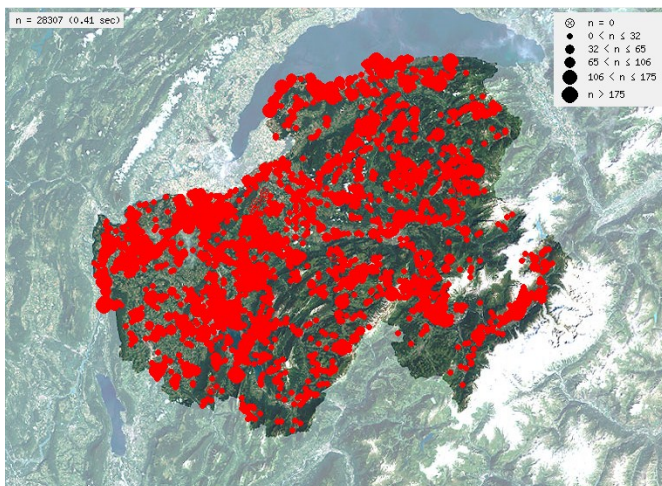 n = 28307 (0.41 sec)
n = 0
0 < n ≤ 32
32 < n ≤ 65
65 < n ≤ 106
106 < n ≤ 175
n > 175